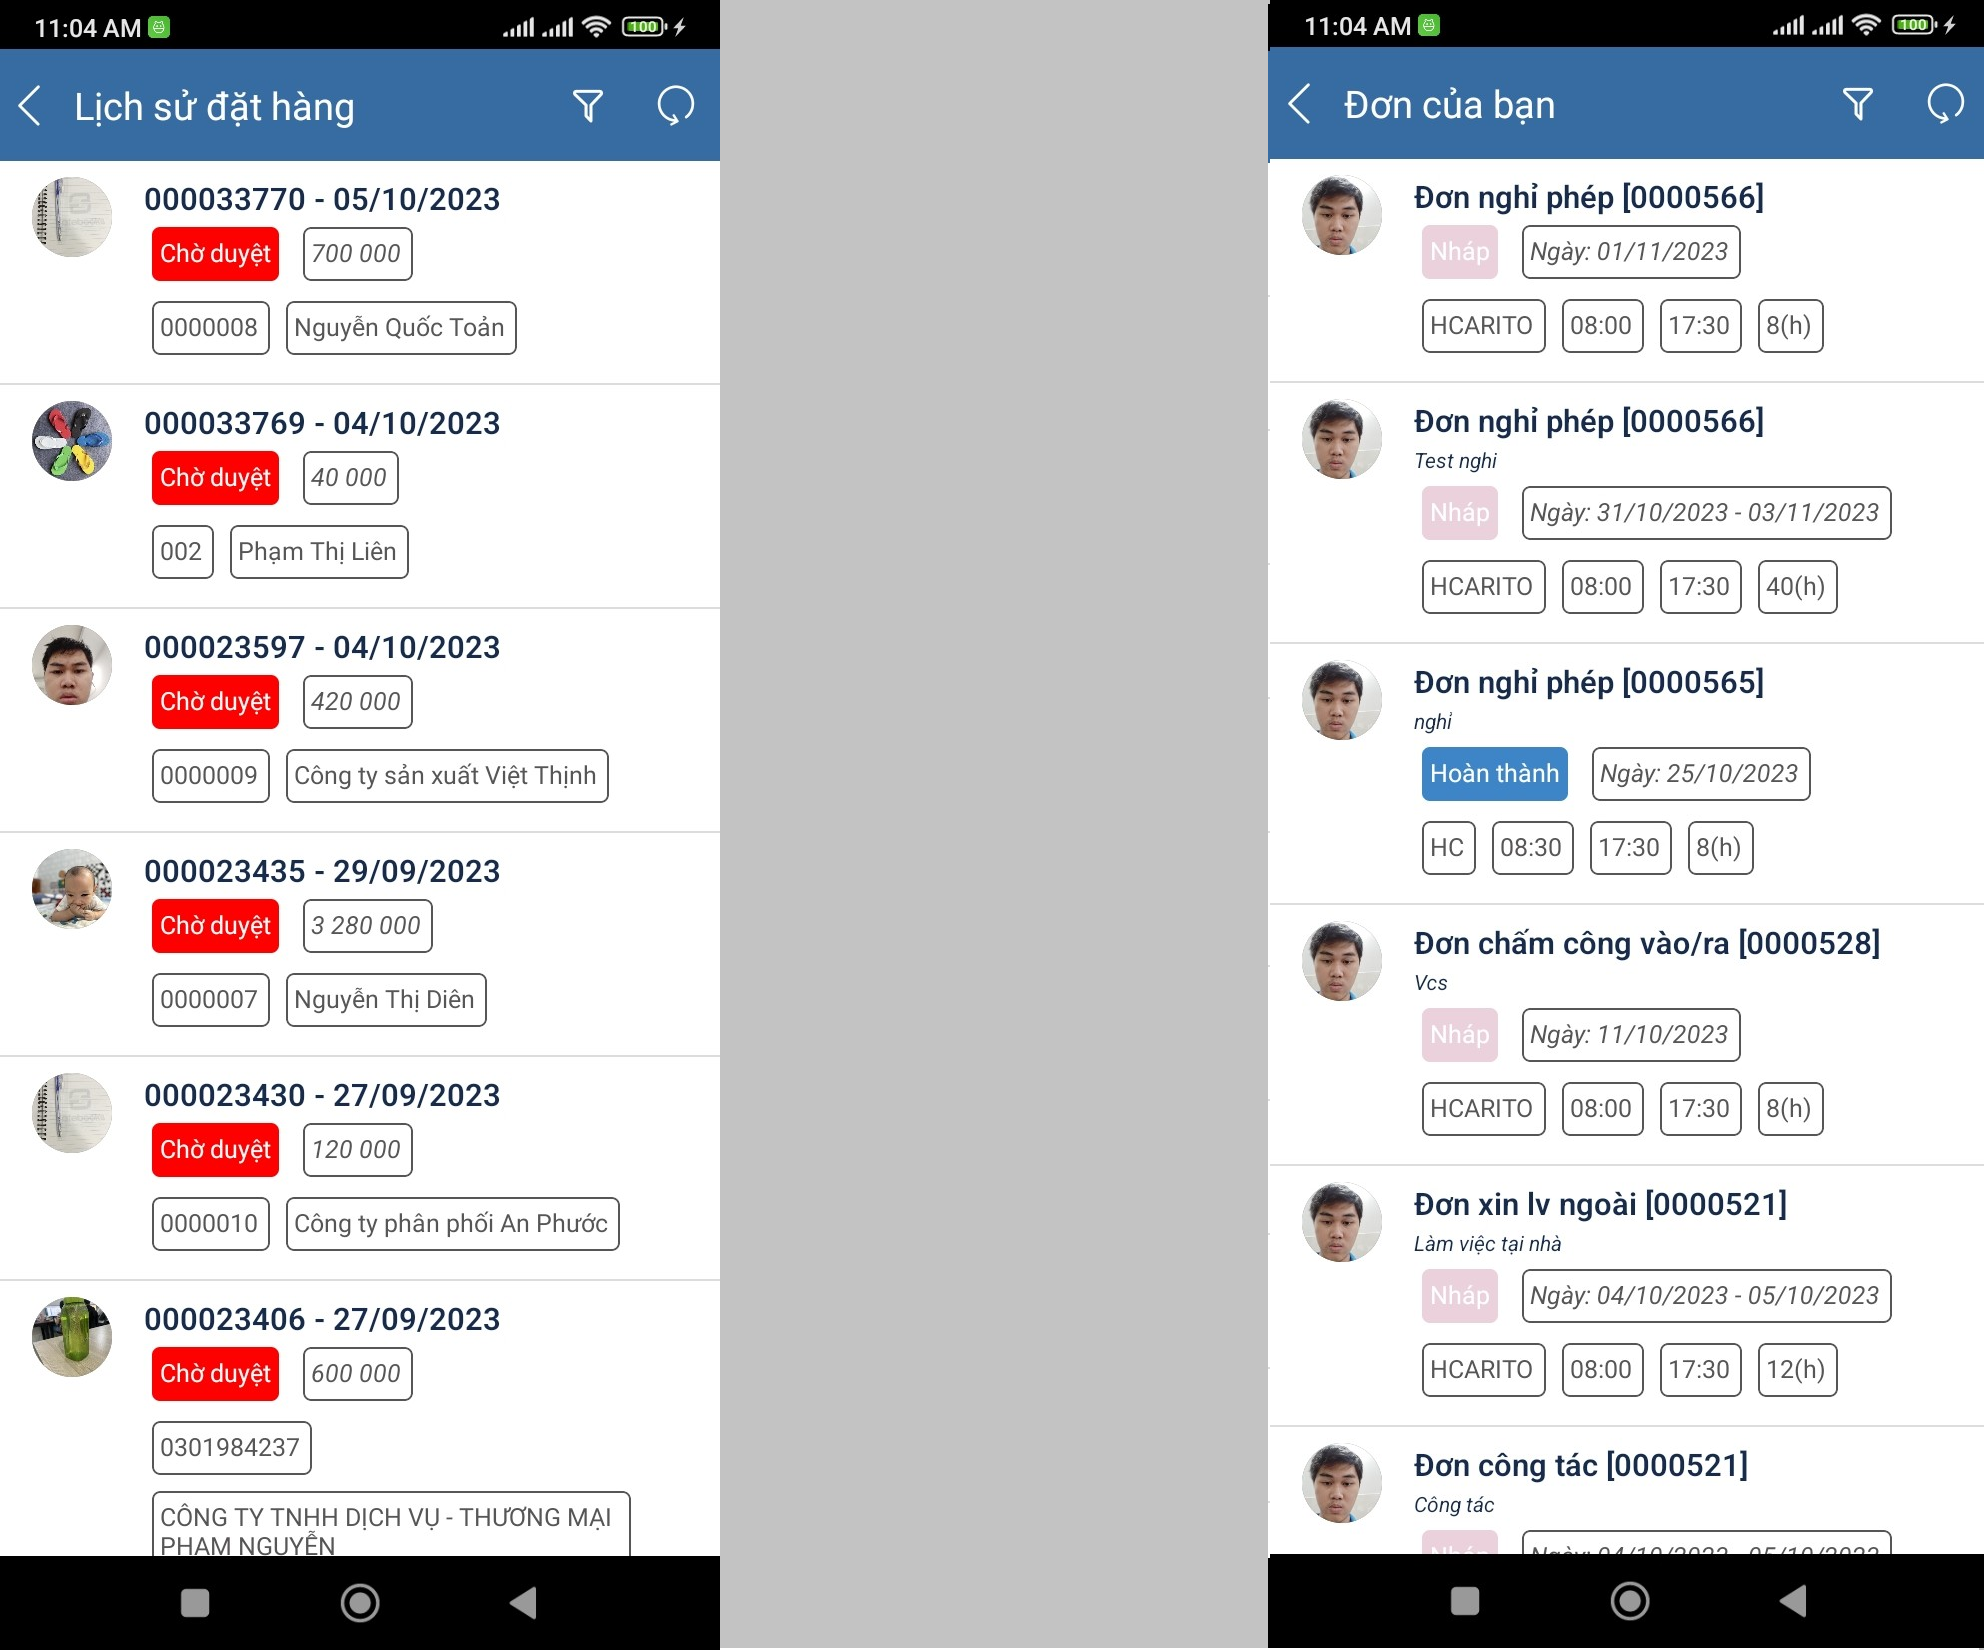 11:04 AM
100
Lịch sử đặt hàng
000033770 - 05/10/2023
Chờ duyệt 700 000
0000008 Nguyễn Quốc Toản
000033769 - 04/10/2023
Chờ duyệt 40 000
002 Phạm Thị Liên
000023597 - 04/10/2023
Chờ duyệt 420 000
0000009 Công ty sản xuất Việt Thịnh
000023435 - 29/09/2023
Chờ duyệt 3 280 000
0000007 Nguyễn Thị Diên
000023430 - 27/09/2023
Chờ duyệt 120 000
0000010 Công ty phân phối An Phước
000023406 - 27/09/2023
Chờ duyệt 600 000
0301984237
CÔNG TY TNHH DỊCH VỤ - THƯƠNG MẠI
PHAM NGUYỄN
11:04 AM
100
Đơn của bạn
Đơn nghỉ phép [0000566]
Nháp Ngày: 01/11/2023
HCARITO 08:00 17:30 8(h)
Đơn nghỉ phép [0000566]
Test nghi
Nháp Ngày: 31/10/2023 - 03/11/2023
HCARITO 08:00 17:30 40(h)
Đơn nghỉ phép [0000565]
nghỉ
Hoàn thành Ngày: 25/10/2023
HC 08:30 17:30 8(h)
Đơn chấm công vào/ra [0000528]
Vcs
Nháp Ngày: 11/10/2023
HCARITO 08:00 17:30 8(h)
Đơn xin lv ngoài [0000521]
Làm việc tại nhà
Nháp Ngày: 04/10/2023 - 05/10/2023
HCARITO 08:00 17:30 12(h)
Đơn công tác [0000521]
Công tác
Nháp Ngày: 04/10/2023 - 05/10/2023